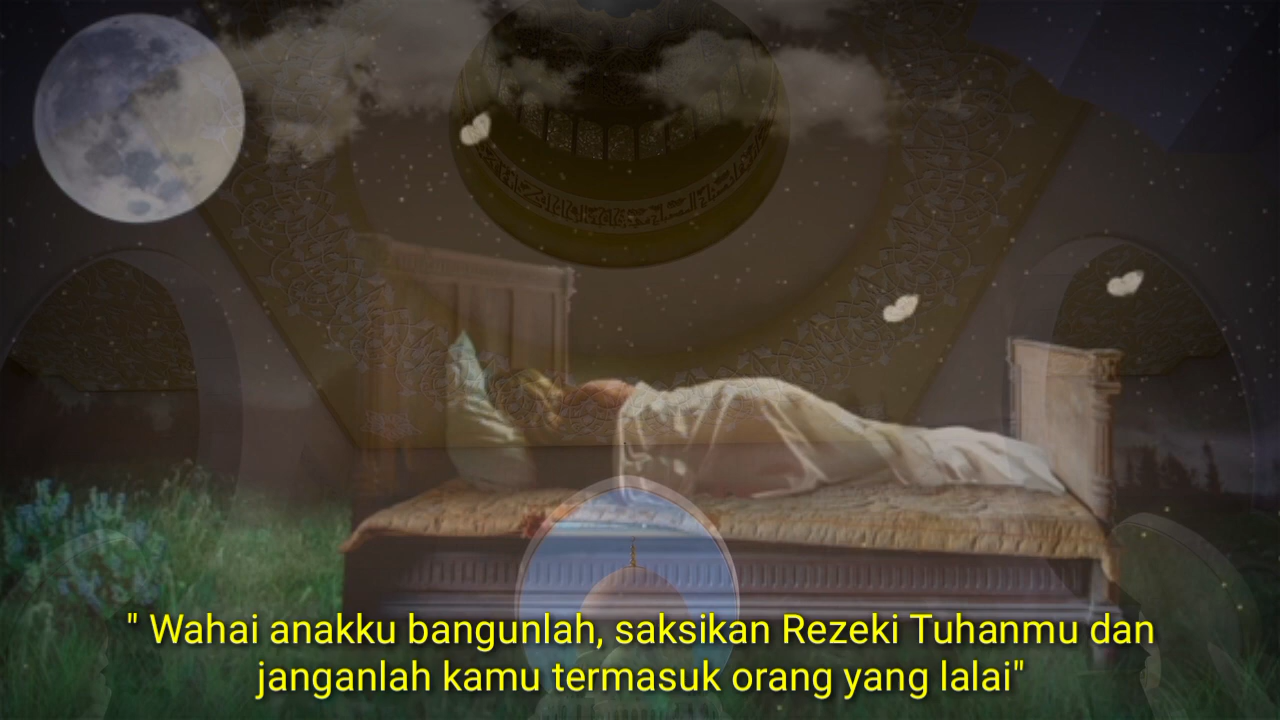 " Wahai anakku bangunlah, saksikan Rezeki Tuhanmu dan
janganlah kamu termasuk orang yang lalai"